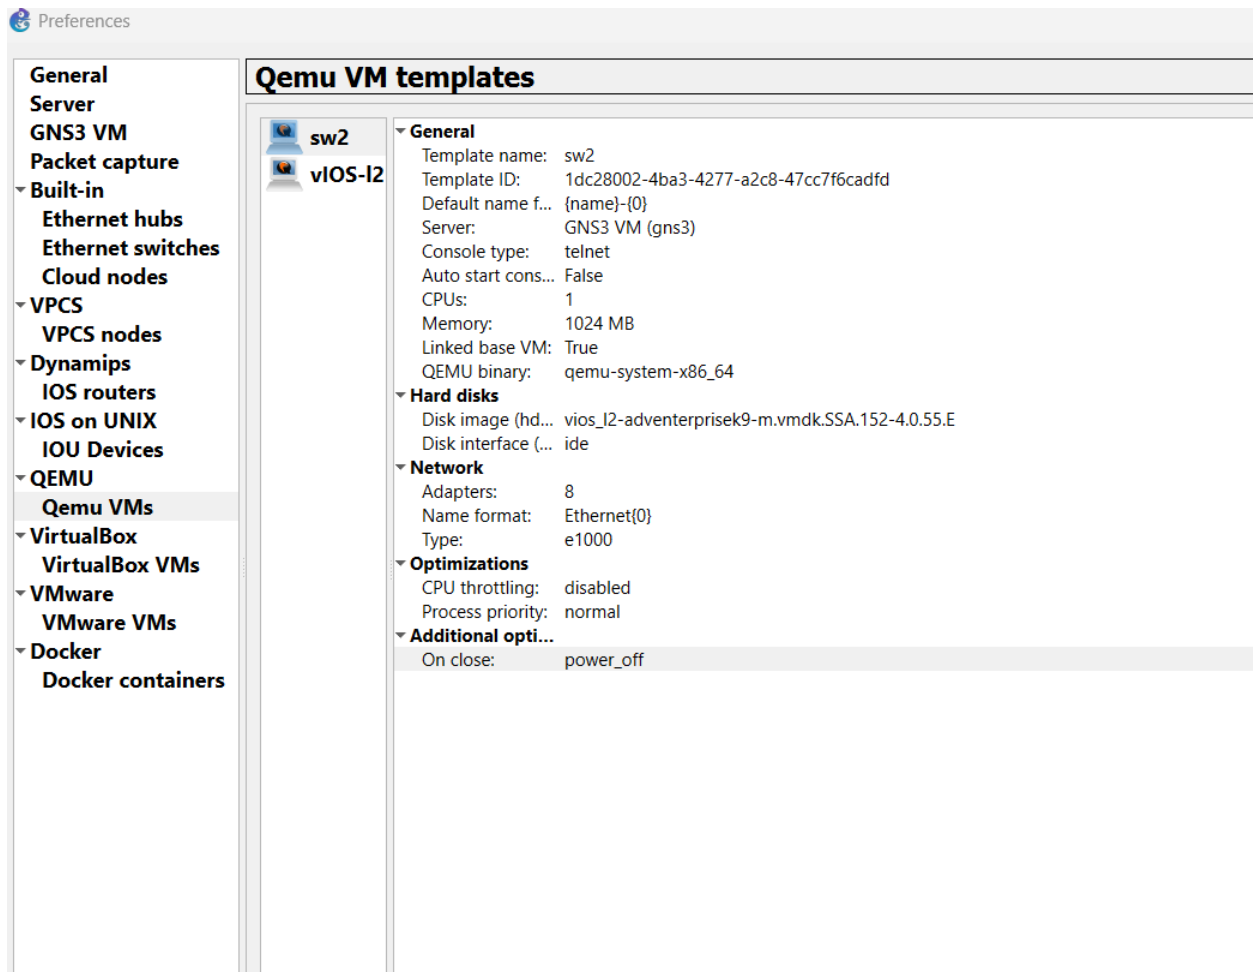 Preferences
General
Server
GNS3 VM
Packet capture
Built-in
Ethernet hubs
Ethernet switches
Cloud nodes
VPCS
VPCS nodes
Dynamips
IOS routers
IOS on UNIX
IOU Devices
QEMU
Qemu VMs
VirtualBox
VirtualBox VMs
VMware
VMware VMs
Docker
Docker containers
Qemu VM templates
sw2
vIOS-l2
General
Template name: sw2
Template ID: 1dc28002-4ba3-4277-a2c8-47cc7f6cadfd
Default name f... {name}-{0}
Server: GNS3 VM (gns3)
Console type: telnet
Auto start cons... False
CPUs: 1
Memory: 1024 MB
Linked base VM: True
QEMU binary: qemu-system-x86_64
Hard disks
Disk image (hd... vios_l2-adventerprisek9-m.vmdk.SSA.152-4.0.55.E
Disk interface (... ide
Network
Adapters: 8
Name format: Ethernet{0}
Type: e1000
Optimizations
CPU throttling: disabled
Process priority: normal
Additional opti...
On close: power_off